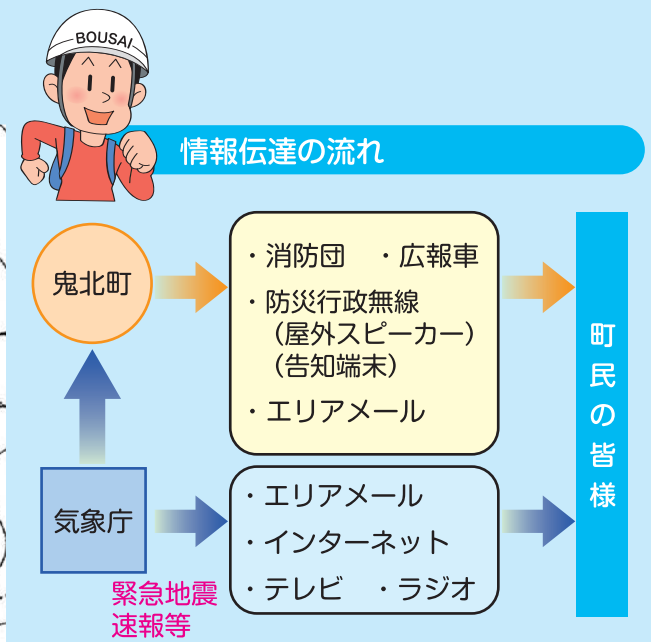 BOUSAI
情報伝達の流れ
鬼北町
・消防団　・広報車
・防災行政無線
（屋外スピーカー）
（告知端末）
・エリアメール
気象庁
緊急地震
速報等
・エリアメール
・インターネット
・テレビ　・ラジオ
町民の皆様